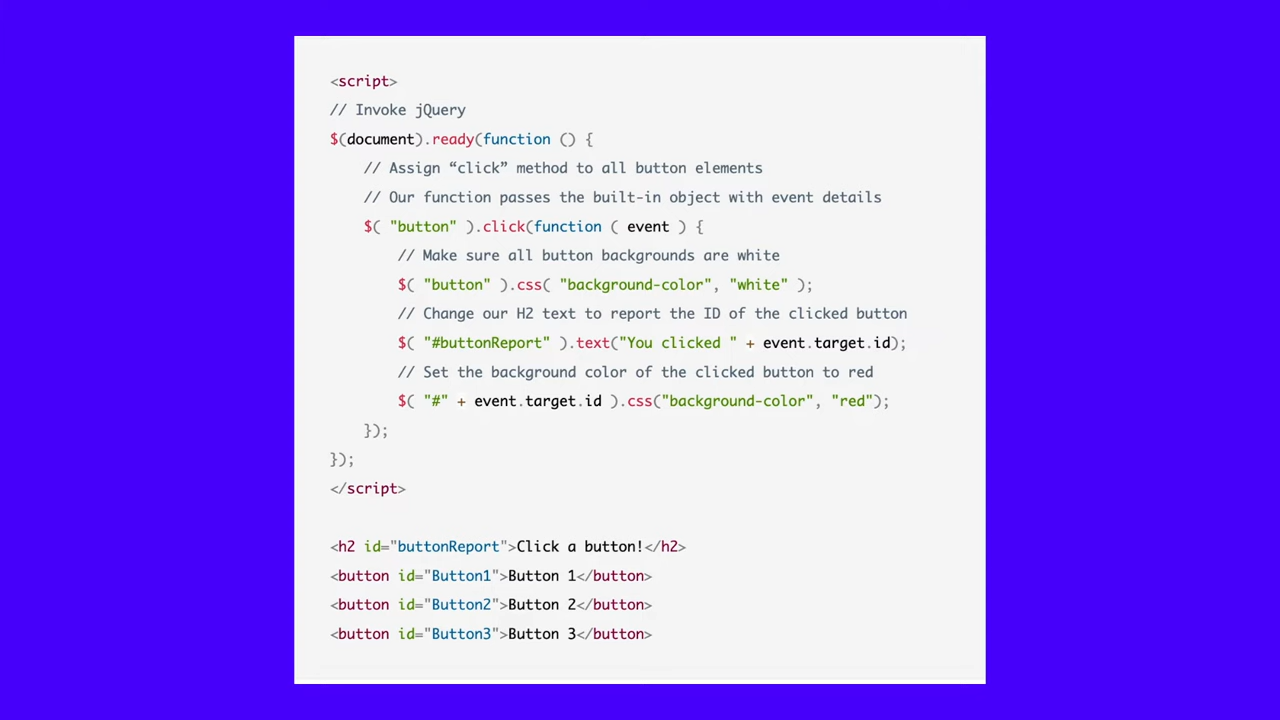 <script>
// Invoke jQuery
$(document).ready(function () {
    // Assign “click” method to all button elements
    // Our function passes the built-in object with event details
    $( "button" ).click(function ( event ) {
        // Make sure all button backgrounds are white
        $( "button" ).css( "background-color", "white" );
        // Change our H2 text to report the ID of the clicked button
        $( "#buttonReport" ).text("You clicked " + event.target.id);
        // Set the background color of the clicked button to red
        $( "#" + event.target.id ).css("background-color", "red");
    });
});
</script>
<h2 id="buttonReport">Click a button!</h2>
<button id="Button1">Button 1</button>
<button id="Button2">Button 2</button>
<button id="Button3">Button 3</button>